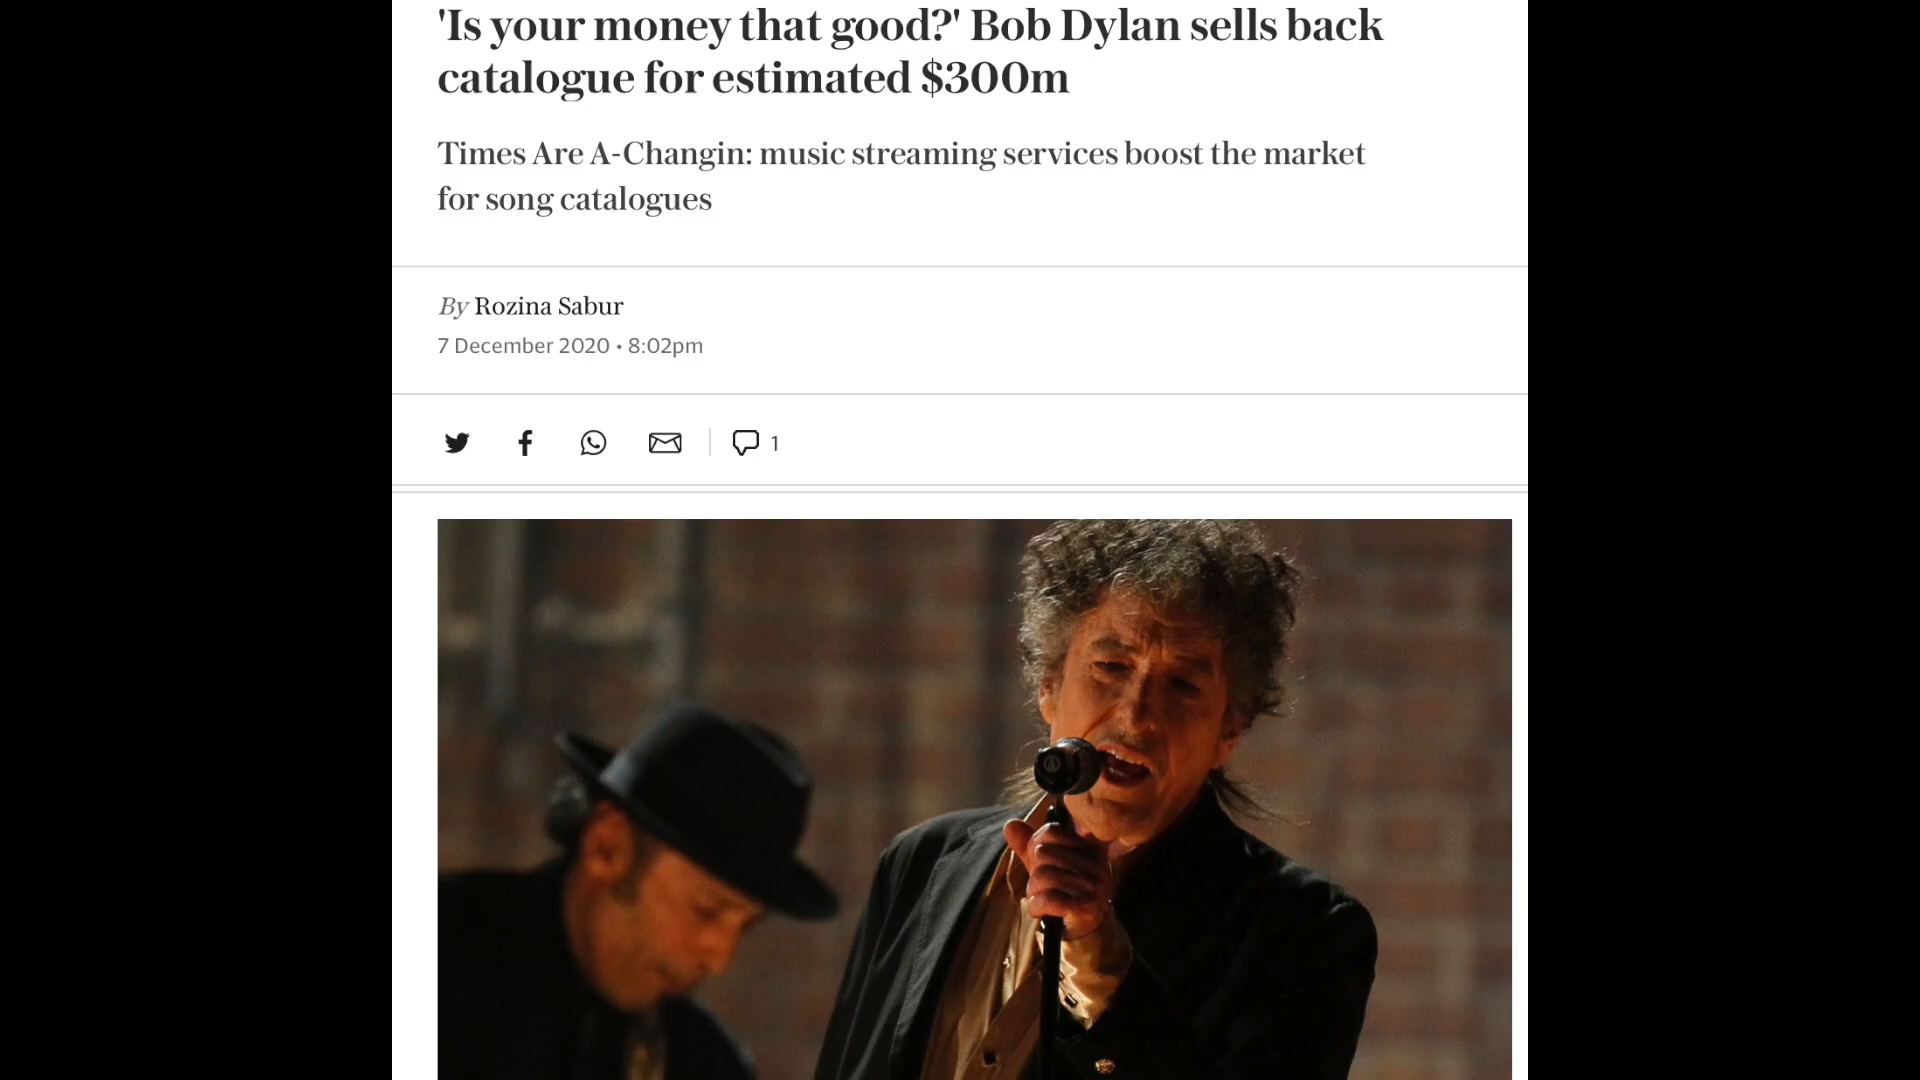 'Is your money that good?' Bob Dylan sells back
catalogue for estimated $300m
Times Are A-Changin: music streaming services boost the market
for song catalogues
By Rozina Sabur
7 December 2020 • 8:02pm
1